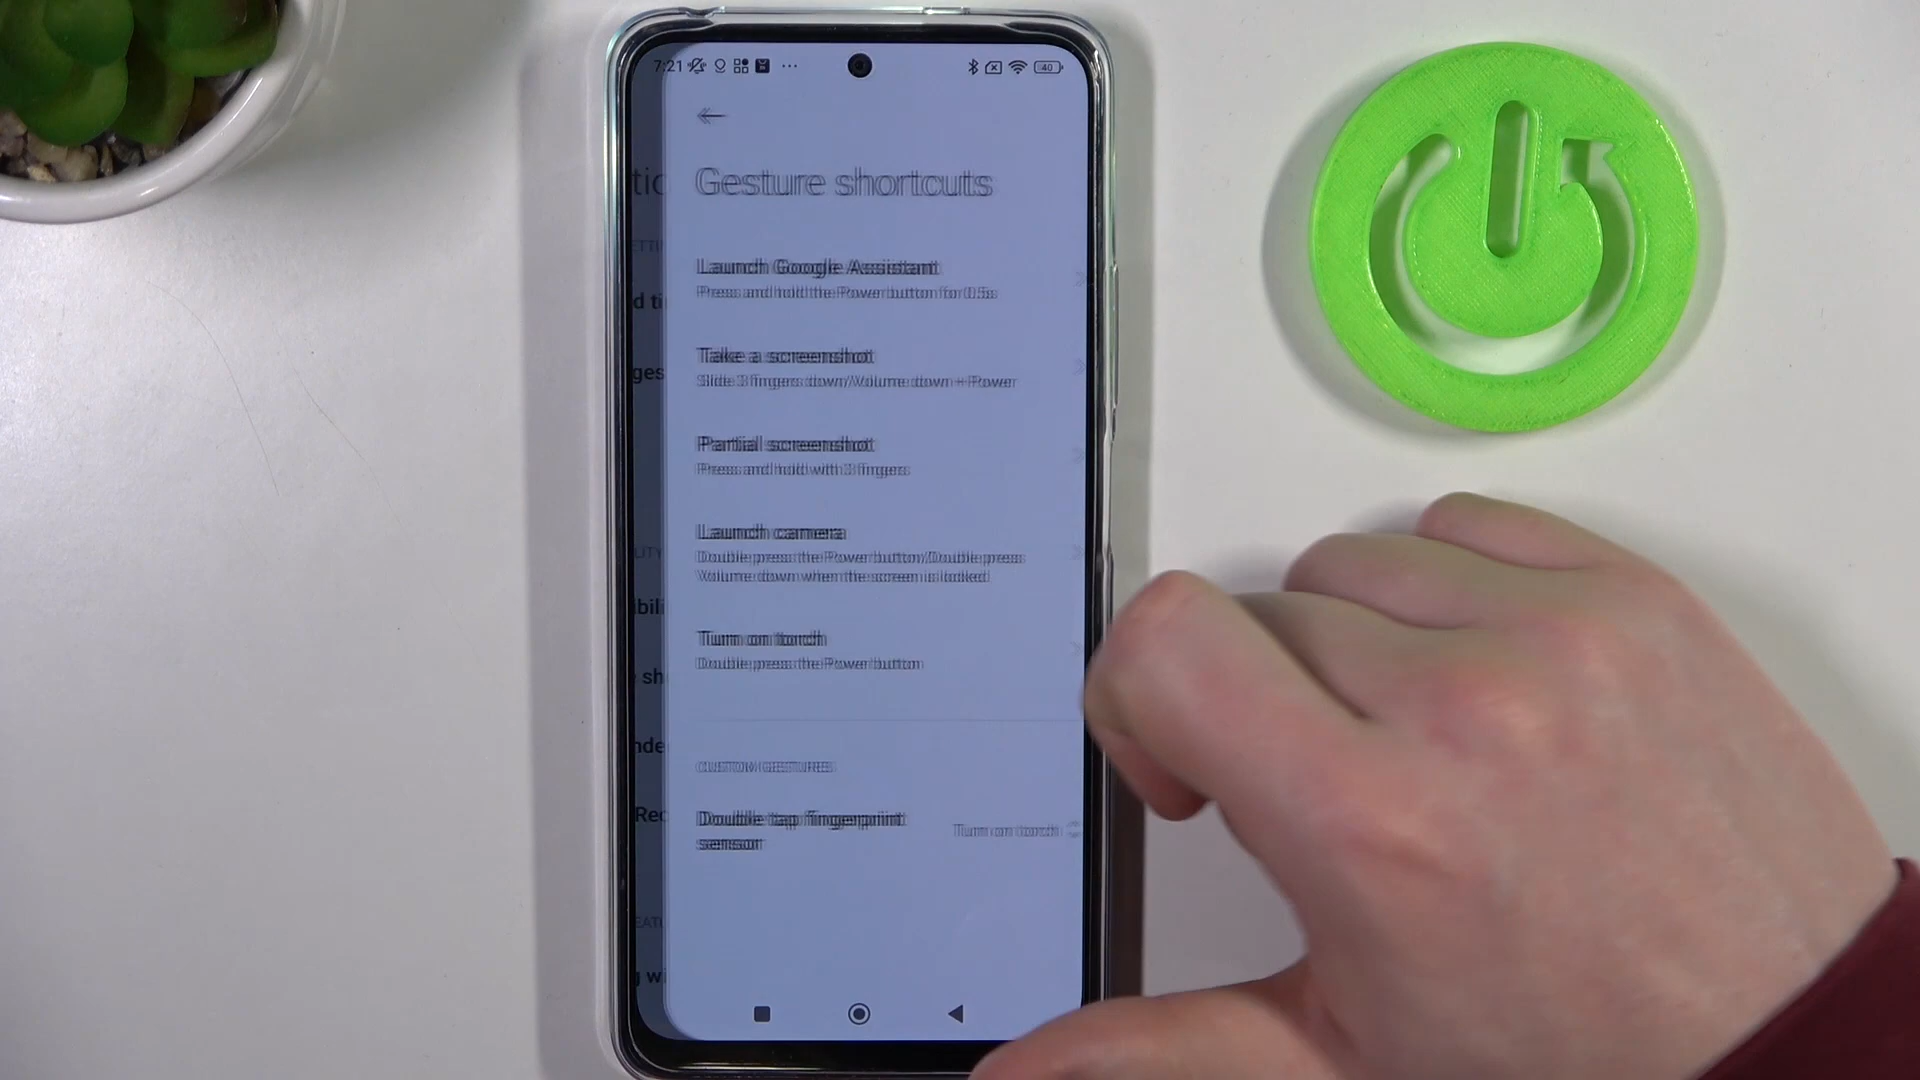 7:21
40
Gesture shortcuts
Launch Google Assistant
Press and hold the Power button for 0.5s
Take a screenshot
Slide 3 fingers down/Volume down + Power
Partial screenshot
Press and hold with 3 fingers
Launch camera
Double press the Power button/Double press
Volume down when the screen is locked
Turn on torch
Double press the Power button
CUSTOM GESTURES
Double tap fingerprint
sensor
Turn on torch